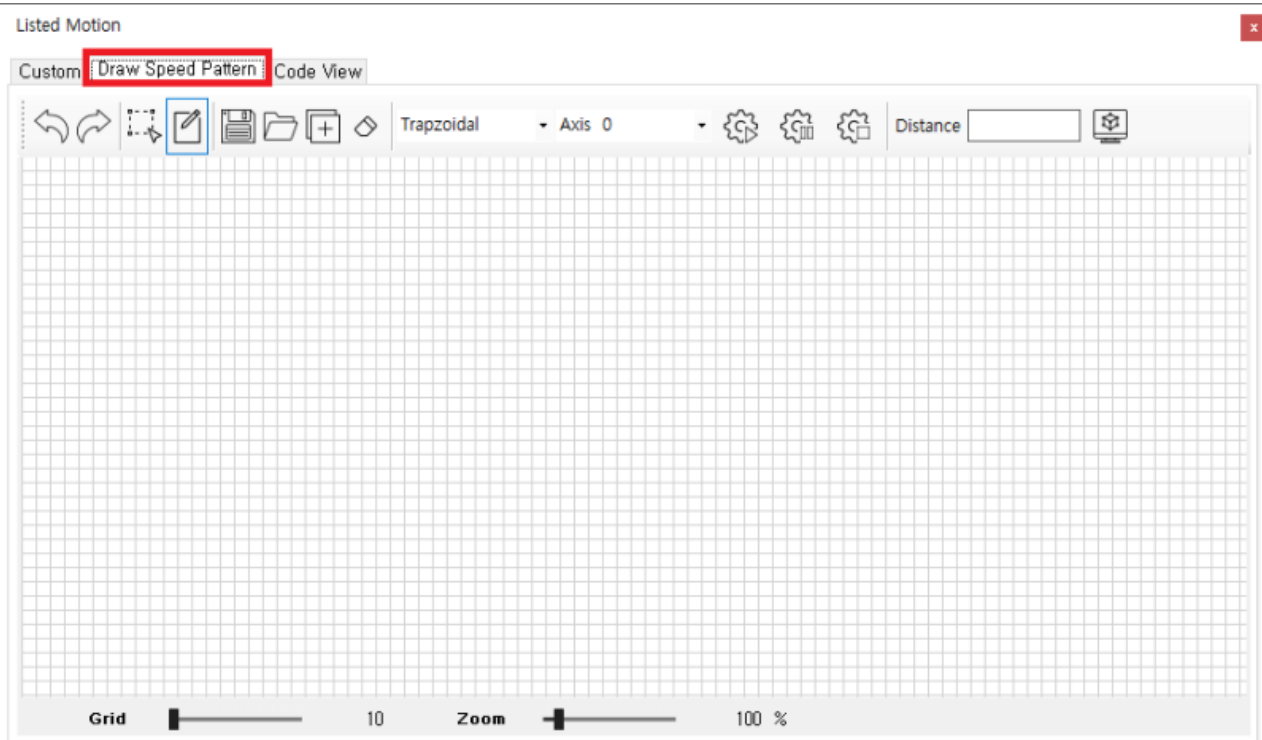 Listed Motion
x
Custom Draw Speed Pattern Code View
Trapzoidal Axis 0 Distance
Grid 10 Zoom 100 %